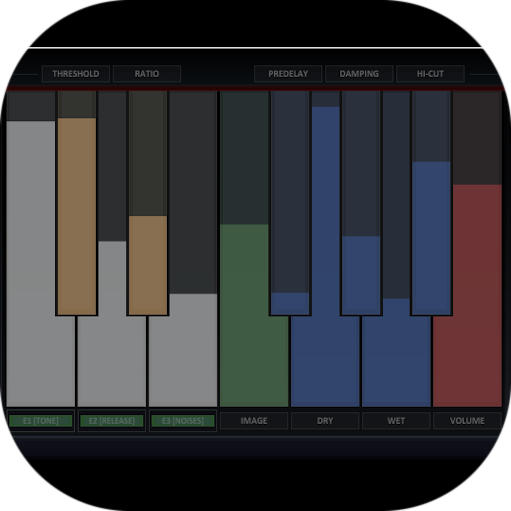 THRESHOLD RATIO PREDELAY DAMPING HI-CUT
E1 [TONE] E2 [RELEASE] E3 [NOISES] IMAGE DRY WET VOLUME